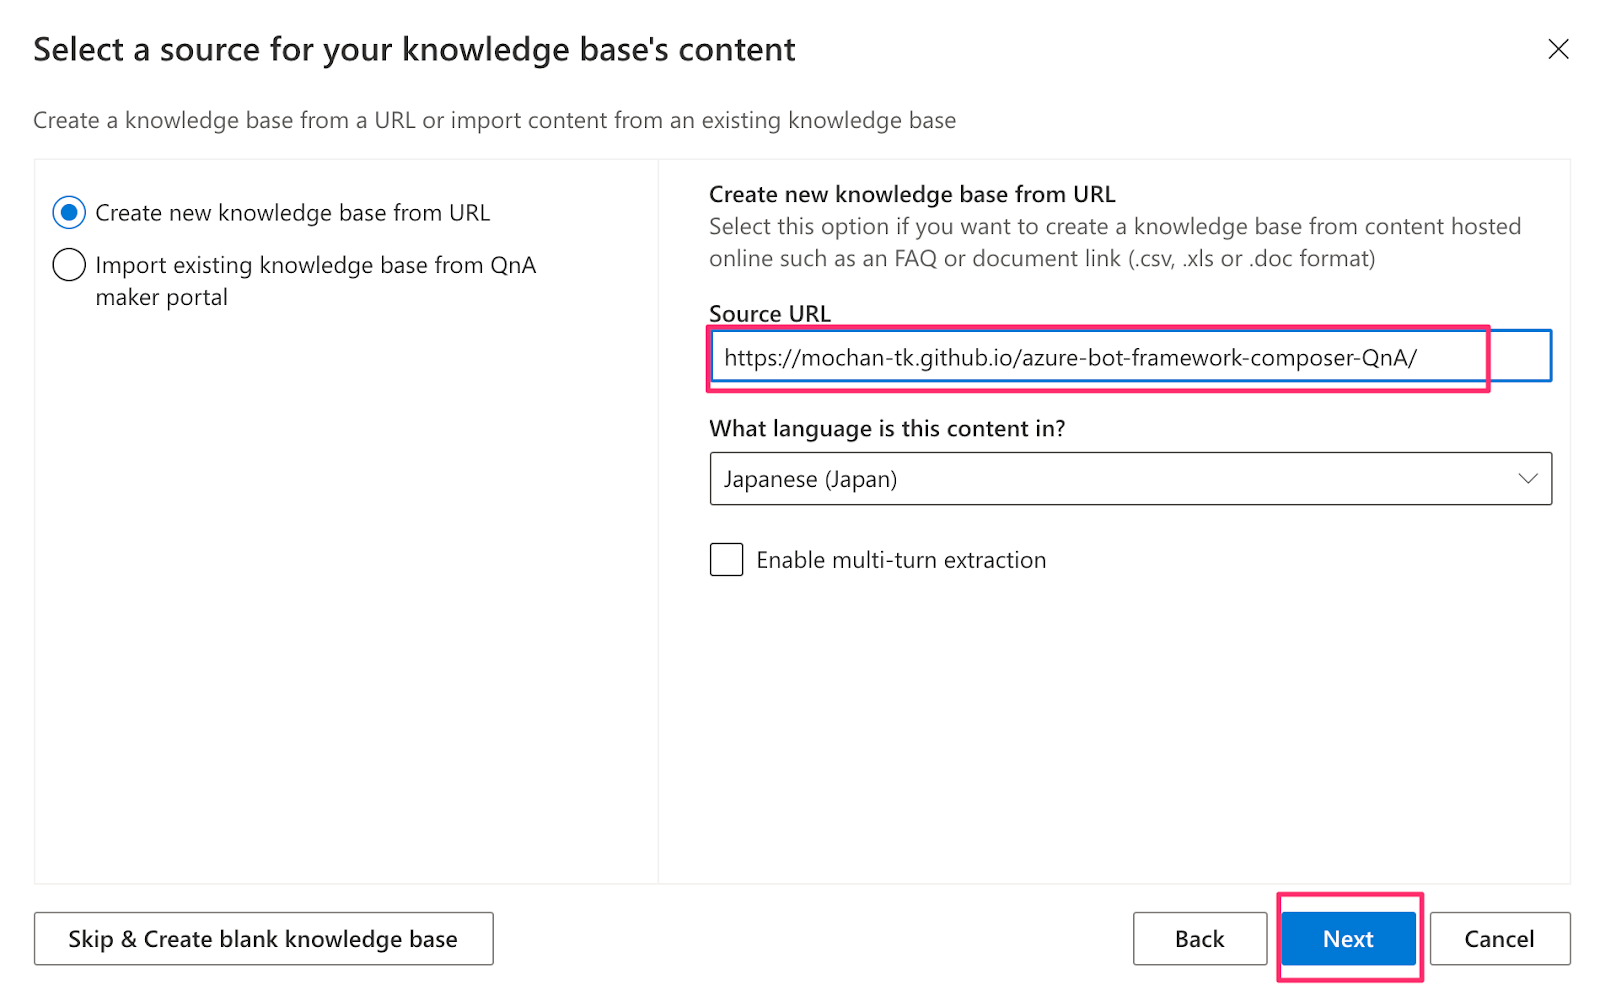 Select a source for your knowledge base's content
Create a knowledge base from a URL or import content from an existing knowledge base
Create new knowledge base from URL
Import existing knowledge base from QnA
maker portal
Create new knowledge base from URL
Select this option if you want to create a knowledge base from content hosted
online such as an FAQ or document link (.csv, .xls or .doc format)
Source URL
https://mochan-tk.github.io/azure-bot-framework-composer-QnA/
What language is this content in?
Japanese (Japan)
Enable multi-turn extraction
Skip & Create blank knowledge base
Back
Next
Cancel